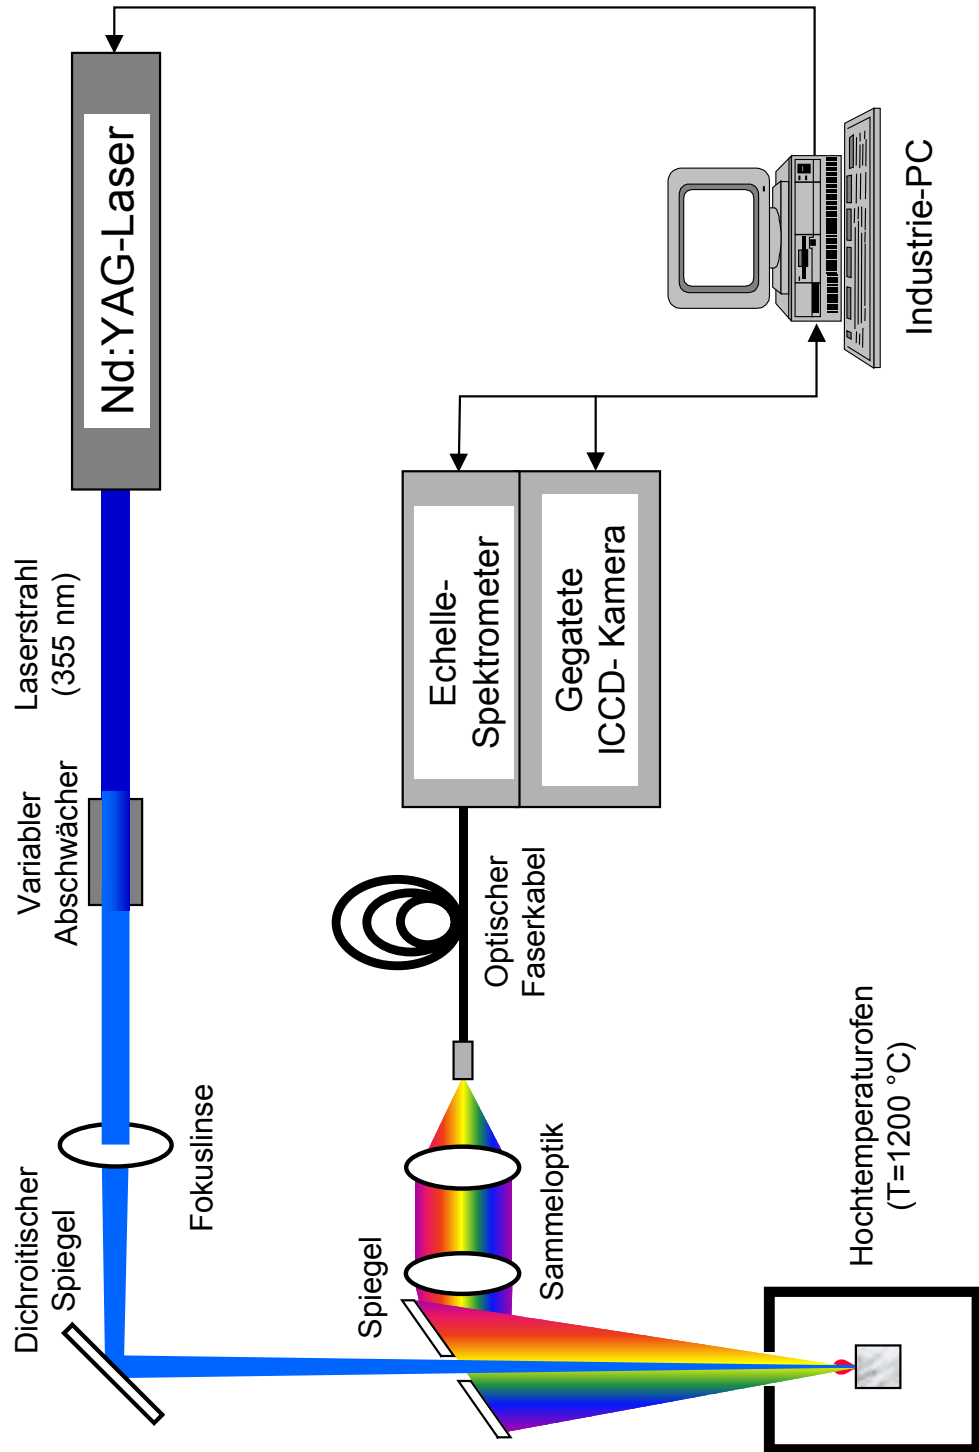 Dichroitischer
Spiegel
Fokuslinse
Variabler
Abschwächer
Laserstrahl
(355 nm)
Nd:YAG-Laser
Spiegel
Sammeloptik
Optischer
Faserkabel
Echelle-
Spektrometer
Gegatete
ICCD- Kamera
Hochtemperaturofen
(T=1200 °C)
Industrie-PC